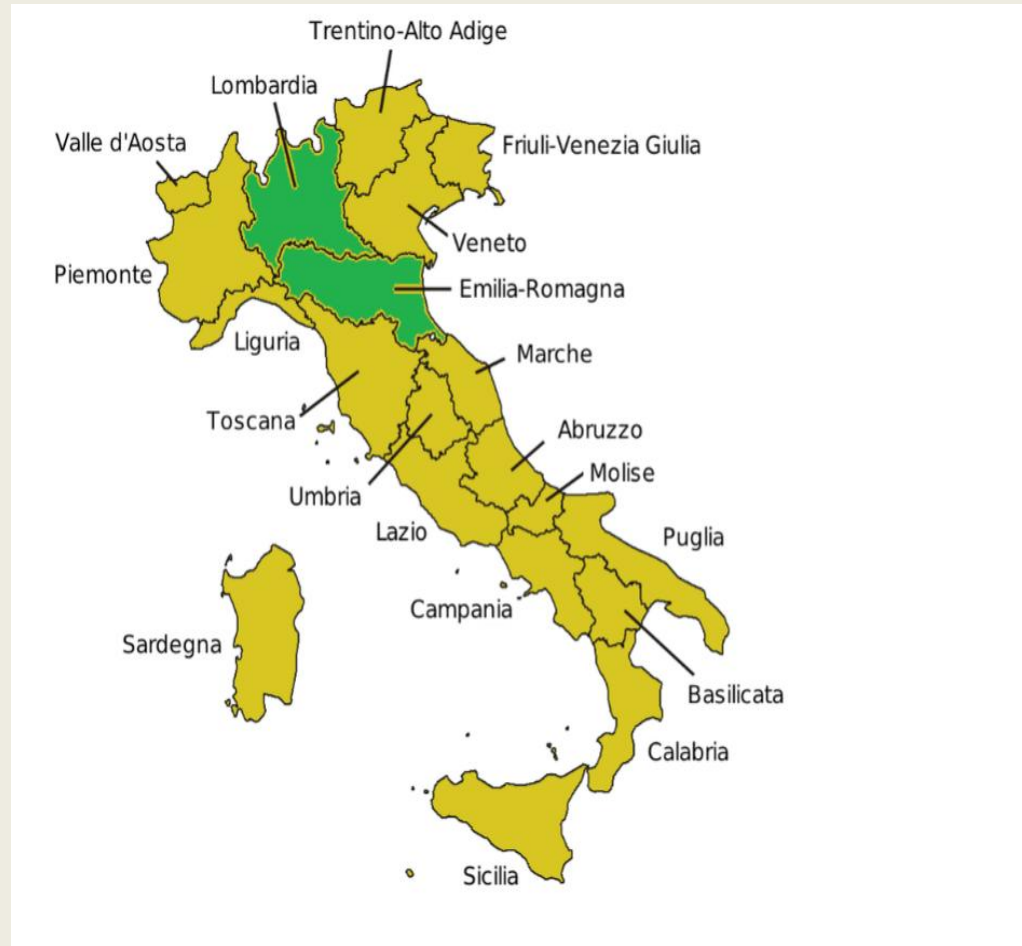 Trentino-Alto Adige
Lombardia
Valle d'Aosta
Friuli-Venezia Giulia
Veneto
Piemonte
Emilia-Romagna
Liguria
Marche
Toscana
Abruzzo
Molise
Umbria
Lazio
Puglia
Campania
Sardegna
Basilicata
Calabria
Sicilia